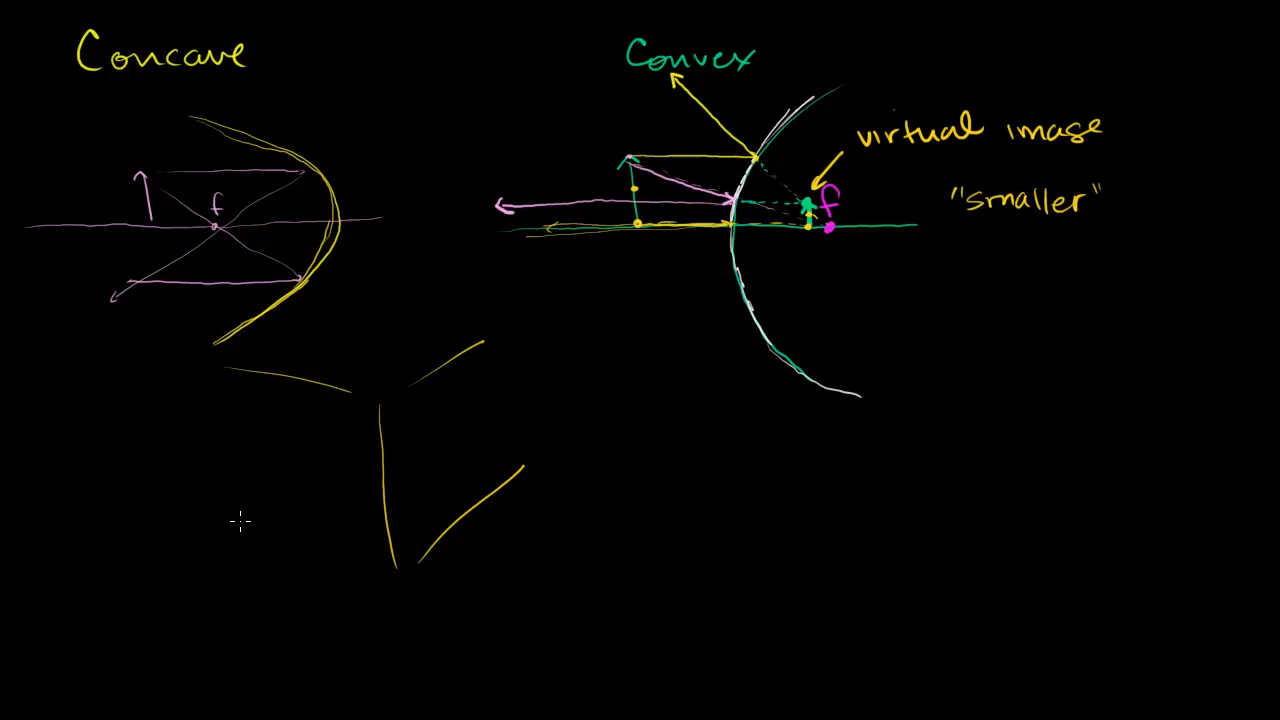 Concave
Convex
virtual image
"smaller"
f
f